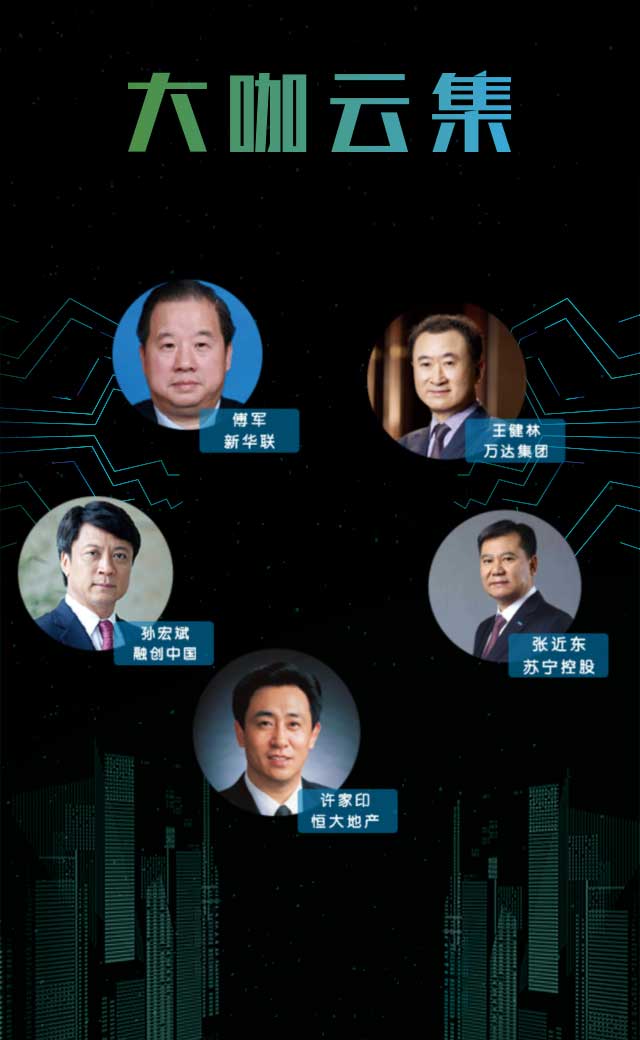 大咖云集
傅军
新华联
王健林
万达集团
孙宏斌
融创中国
张近东
苏宁控股
许家印
恒大地产